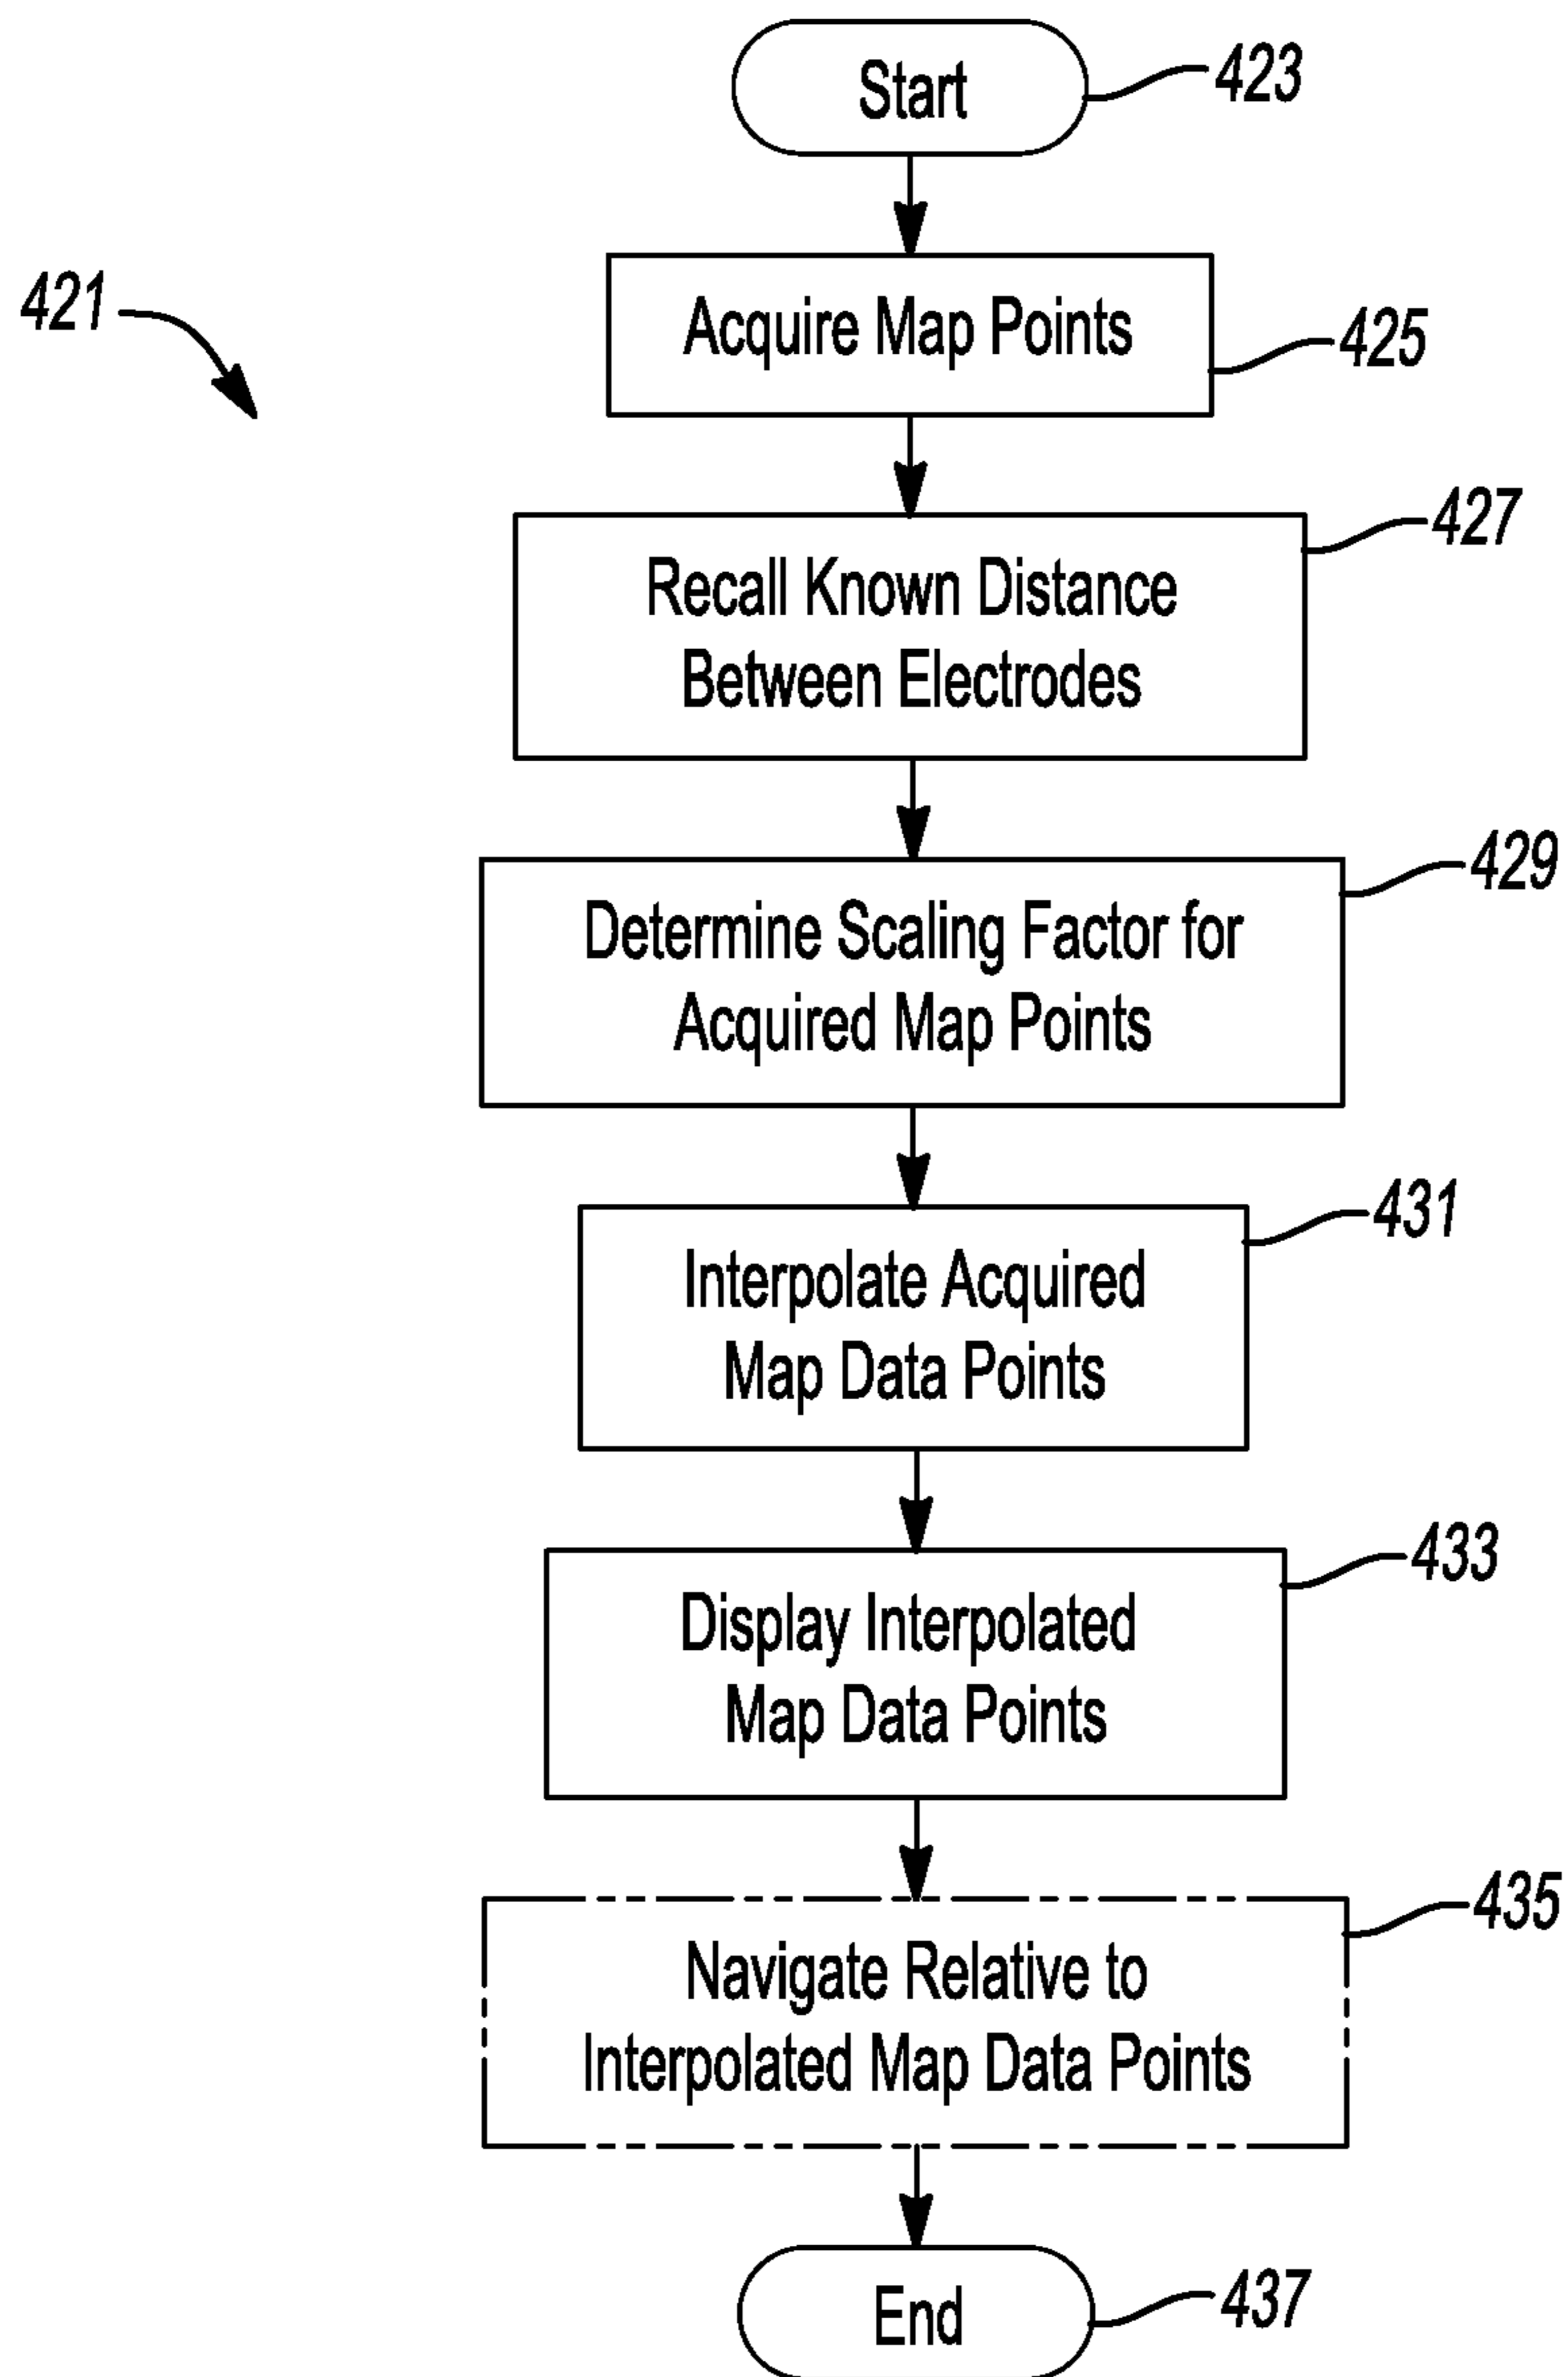 Start
423
421
Acquire Map Points
425
427
Recall Known Distance
Between Electrodes
429
Determine Scaling Factor for
Acquired Map Points
431
Interpolate Acquired
Map Data Points
433
Display Interpolated
Map Data Points
435
Navigate Relative to
Interpolated Map Data Points
End
437